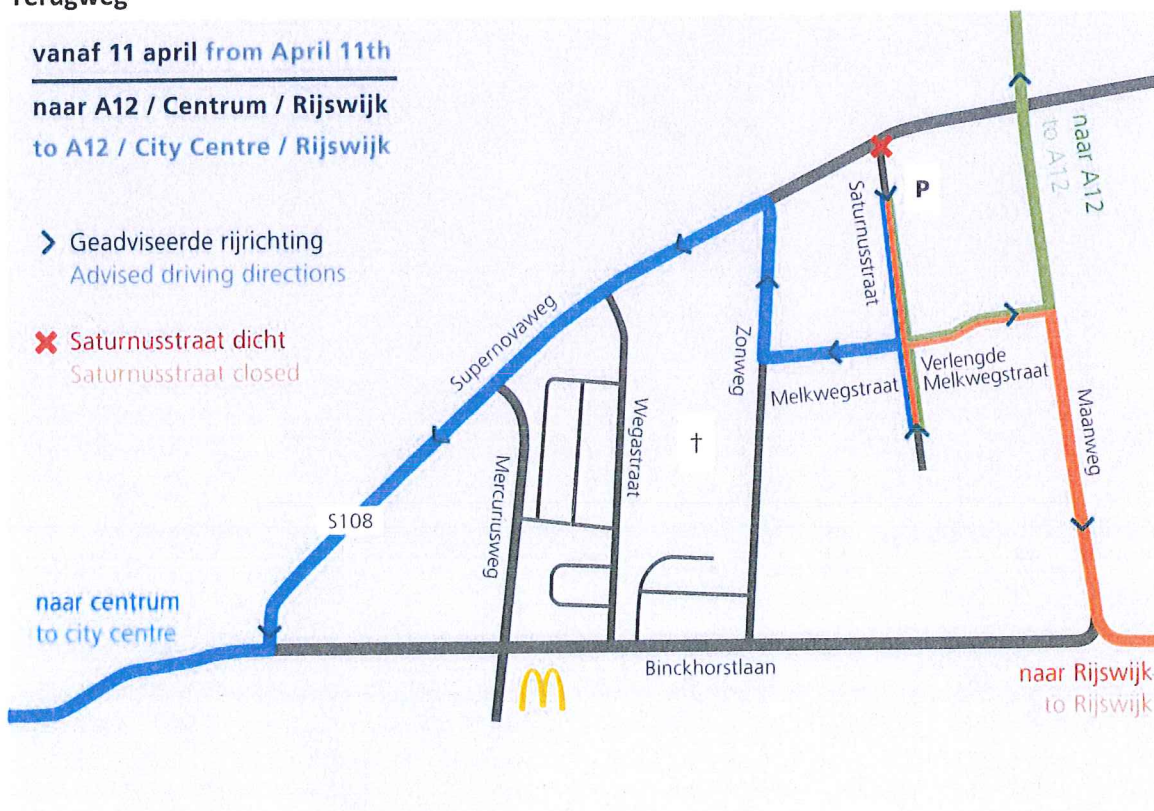 Terugweg
vanaf 11 april from April 11th
naar A12 / Centrum / Rijswijk
to A12 / City Centre / Rijswijk
Geadviseerde rijrichting
Advised driving directions
Saturnusstraat dicht
Saturnusstraat closed
naar A12
to A12
P
Saturnusstraat
Supernovaweg
Zonweg
Verlengde
Melkwegstraat
Melkwegstraat
Wegastraat
†
Maanweg
Mercuriusweg
S108
naar centrum
to city centre
Binckhorstlaan
naar Rijswijk
to Rijswijk